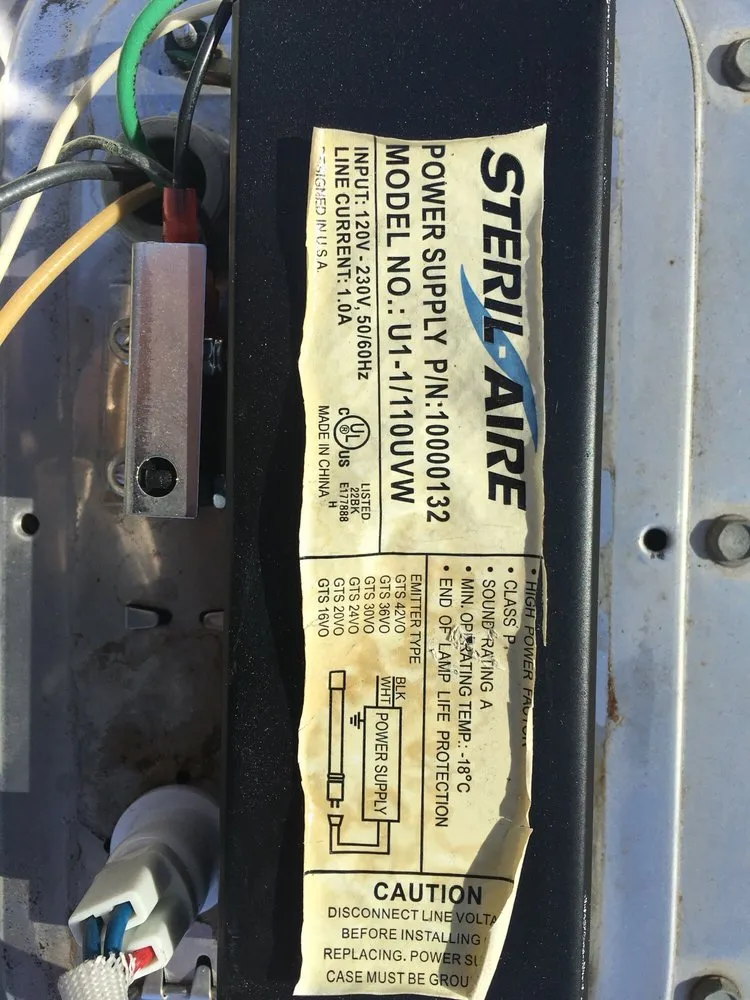 STERIL-AIRE
POWER SUPPLY P/N:10000132
MODEL NO.: U1-1/110UVW
INPUT: 120V - 230V, 50/60Hz
LINE CURRENT: 1.0A
DESIGNED IN U.S.A.
C UL US
LISTED
22BK
E177888
H
MADE IN CHINA
• HIGH POWER FACTOR
• CLASS P,
• SOUND RATING A
• MIN. OPERATING TEMP.: -18°C
• END OF LAMP LIFE PROTECTION
EMITTER TYPE
GTS 42VO
GTS 36VO
GTS 30VO
GTS 24VO
GTS 20VO
GTS 16VO
BLK
WHT
POWER SUPPLY
CAUTION
DISCONNECT LINE
BEFORE INSTALLING
REPLACING. POWER
CASE MUST BE